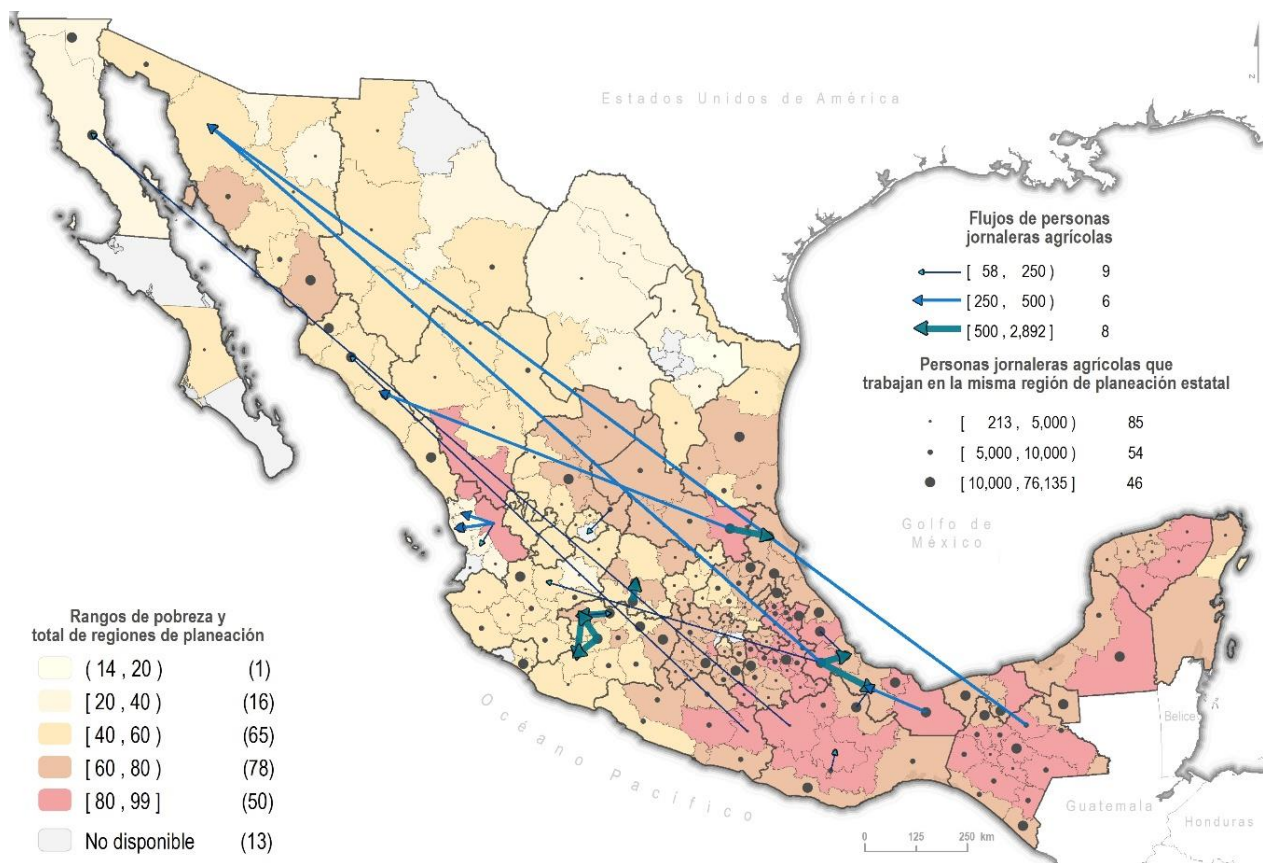 Estados Unidos de América
z
Flujos de personas
jornaleras agrícolas
[ 58 , 250 ) 9
[ 250 , 500 ) 6
[ 500 , 2,892 ] 8
Personas jornaleras agrícolas que
trabajan en la misma región de planeación estatal
[ 213 , 5,000 ) 85
[ 5,000 , 10,000 ) 54
[ 10,000 , 76,135 ] 46
Golfo de
México
Rangos de pobreza y
total de regiones de planeación
( 14 , 20 ) (1)
[ 20 , 40 ) (16)
[ 40 , 60 ) (65)
[ 60 , 80 ) (78)
[ 80 , 99 ] (50)
No disponible (13)
Océano Pacífico
Belice
Guatemala
Honduras
0 125 250 km